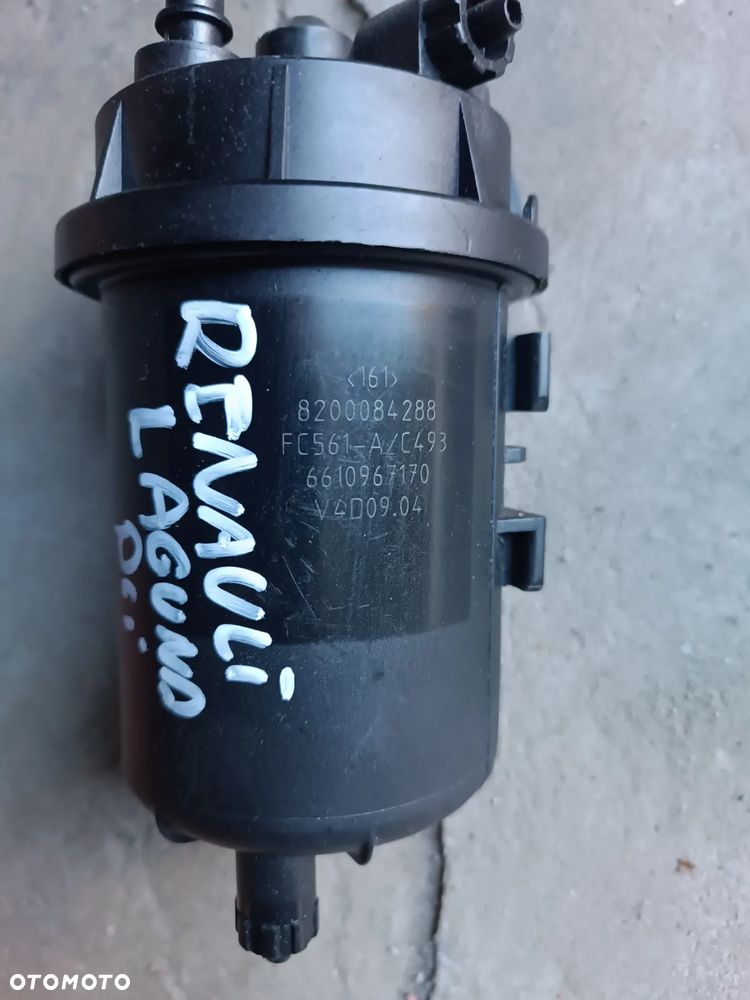 <161>
8200084288
FC561-A/C493
6610967170
V4D09.04
RENAULT
LAGUNA
DCi
OTOMOTO